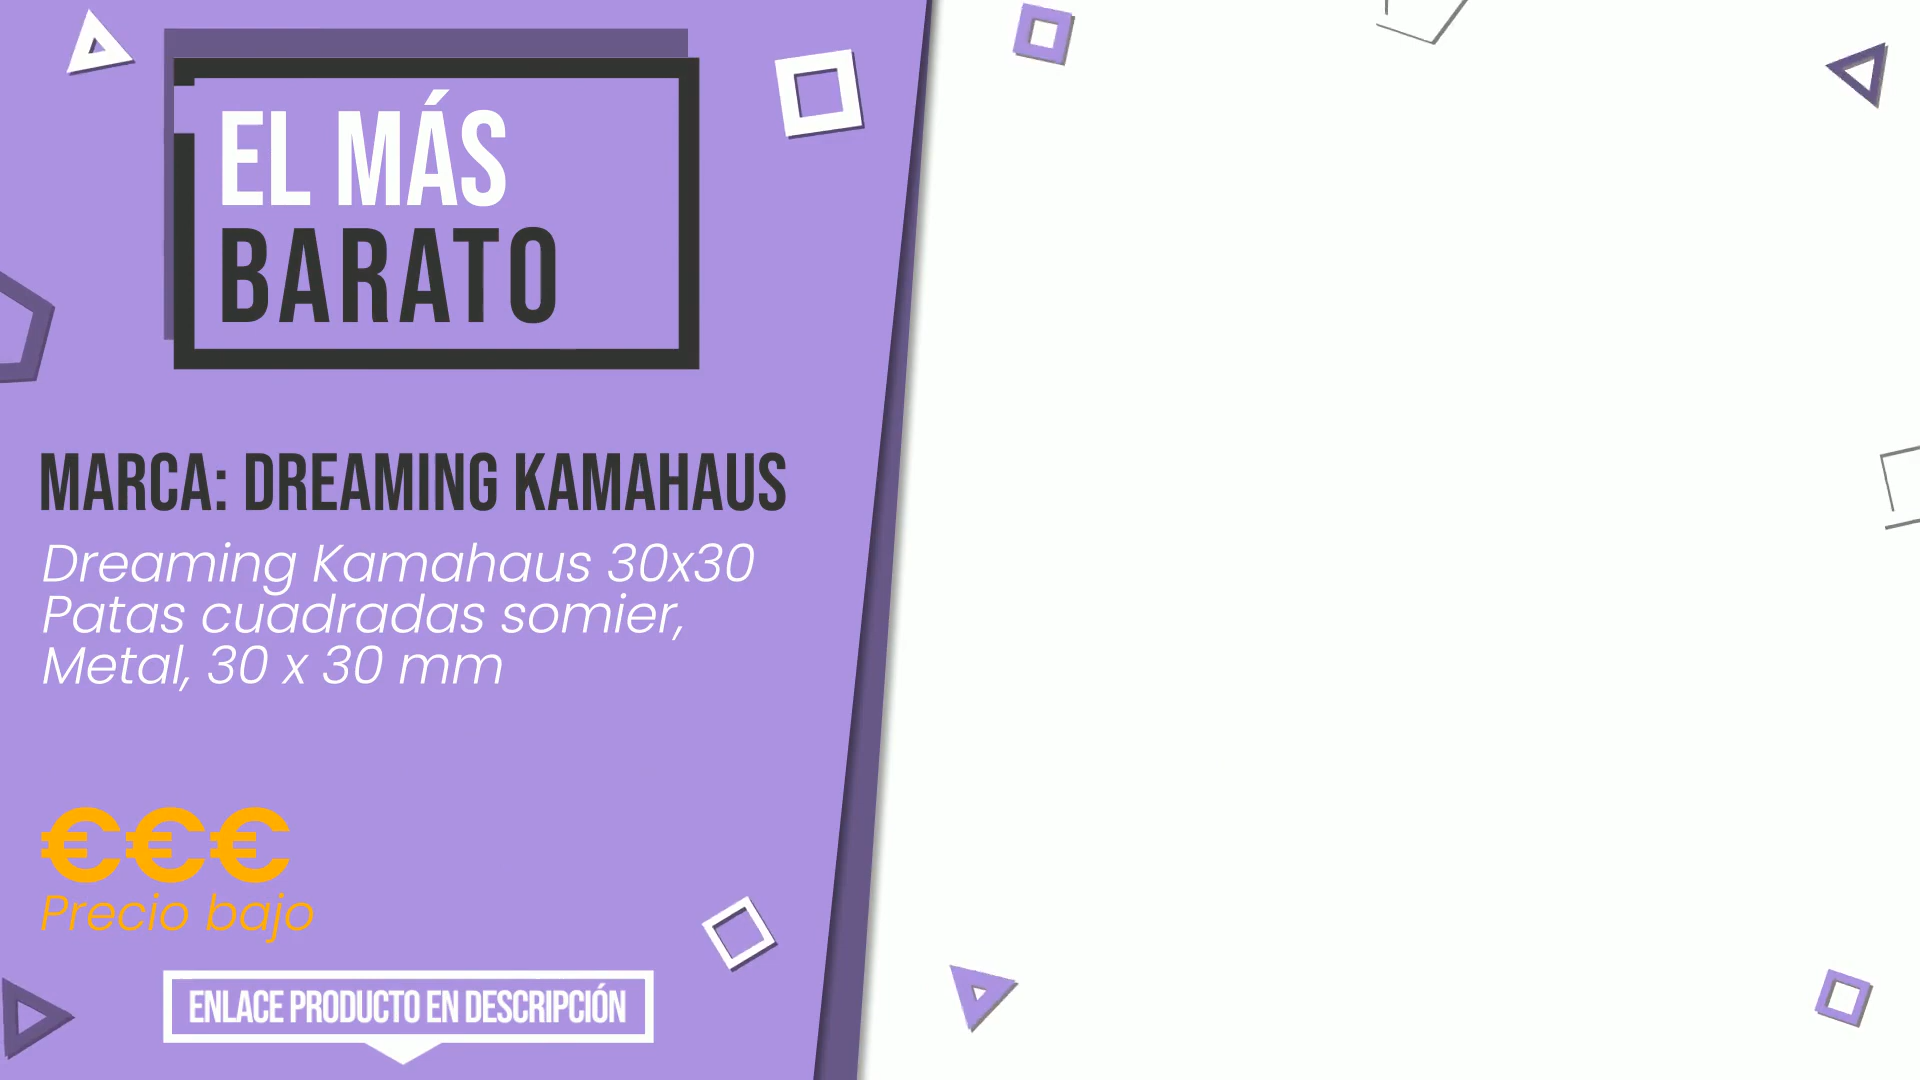 EL MÁS
BARATO
MARCA: DREAMING KAMAHAUS
Dreaming Kamahaus 30x30
Patas cuadradas somier,
Metal, 30 x 30 mm
€€€
Precio bajo
ENLACE PRODUCTO EN DESCRIPCIÓN